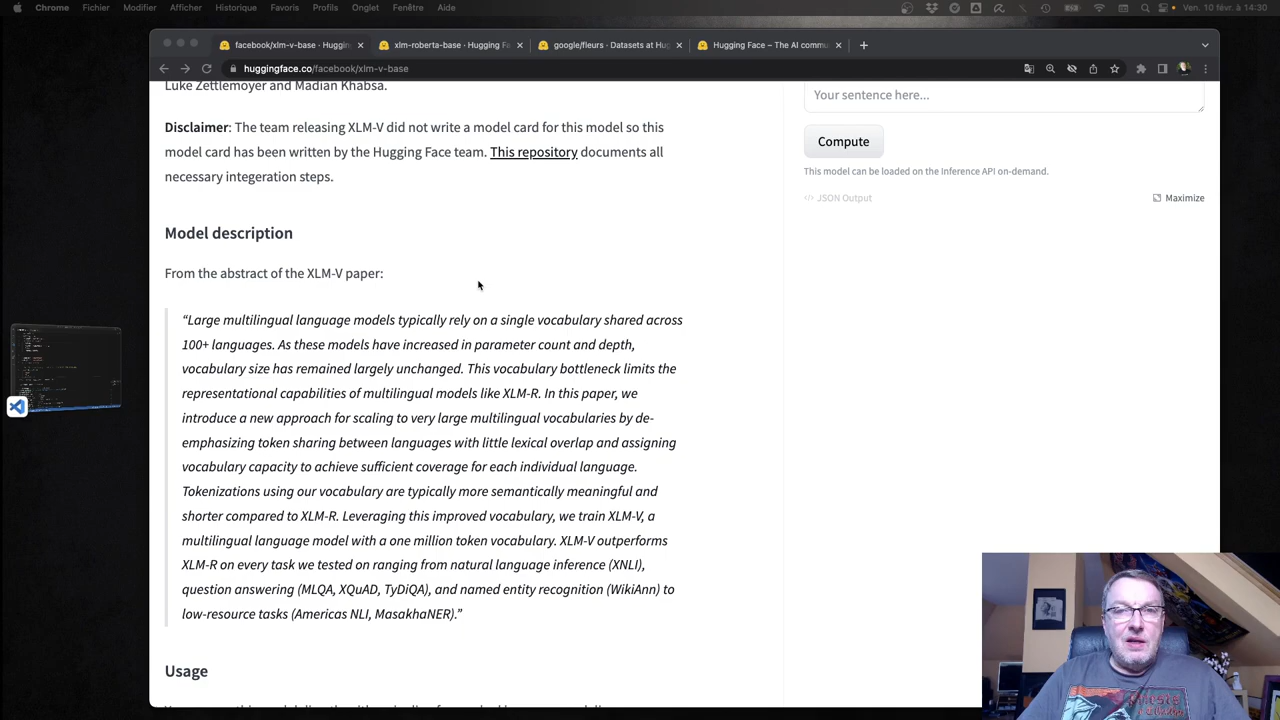 Chrome Fichier Modifier Afficher Historique Favoris Profils Onglet Fenêtre Aide
Ven. 10 févr. à 14:30
facebook/xlm-v-base · Hugging
xlm-roberta-base · Hugging Fa
google/fleurs · Datasets at Hug
Hugging Face – The AI commu
huggingface.co/facebook/xlm-v-base
Luke Zettlemoyer and Madian Khabsa.
Disclaimer: The team releasing XLM-V did not write a model card for this model so this
model card has been written by the Hugging Face team. This repository documents all
necessary integeration steps.
Model description
From the abstract of the XLM-V paper:
“Large multilingual language models typically rely on a single vocabulary shared across
100+ languages. As these models have increased in parameter count and depth,
vocabulary size has remained largely unchanged. This vocabulary bottleneck limits the
representational capabilities of multilingual models like XLM-R. In this paper, we
introduce a new approach for scaling to very large multilingual vocabularies by de-
emphasizing token sharing between languages with little lexical overlap and assigning
vocabulary capacity to achieve sufficient coverage for each individual language.
Tokenizations using our vocabulary are typically more semantically meaningful and
shorter compared to XLM-R. Leveraging this improved vocabulary, we train XLM-V, a
multilingual language model with a one million token vocabulary. XLM-V outperforms
XLM-R on every task we tested on ranging from natural language inference (XNLI),
question answering (MLQA, XQuAD, TyDiQA), and named entity recognition (WikiAnn) to
low-resource tasks (Americas NLI, MasakhaNER).”
Usage
Your sentence here...
Compute
This model can be loaded on the Inference API on-demand.
</> JSON Output
Maximize